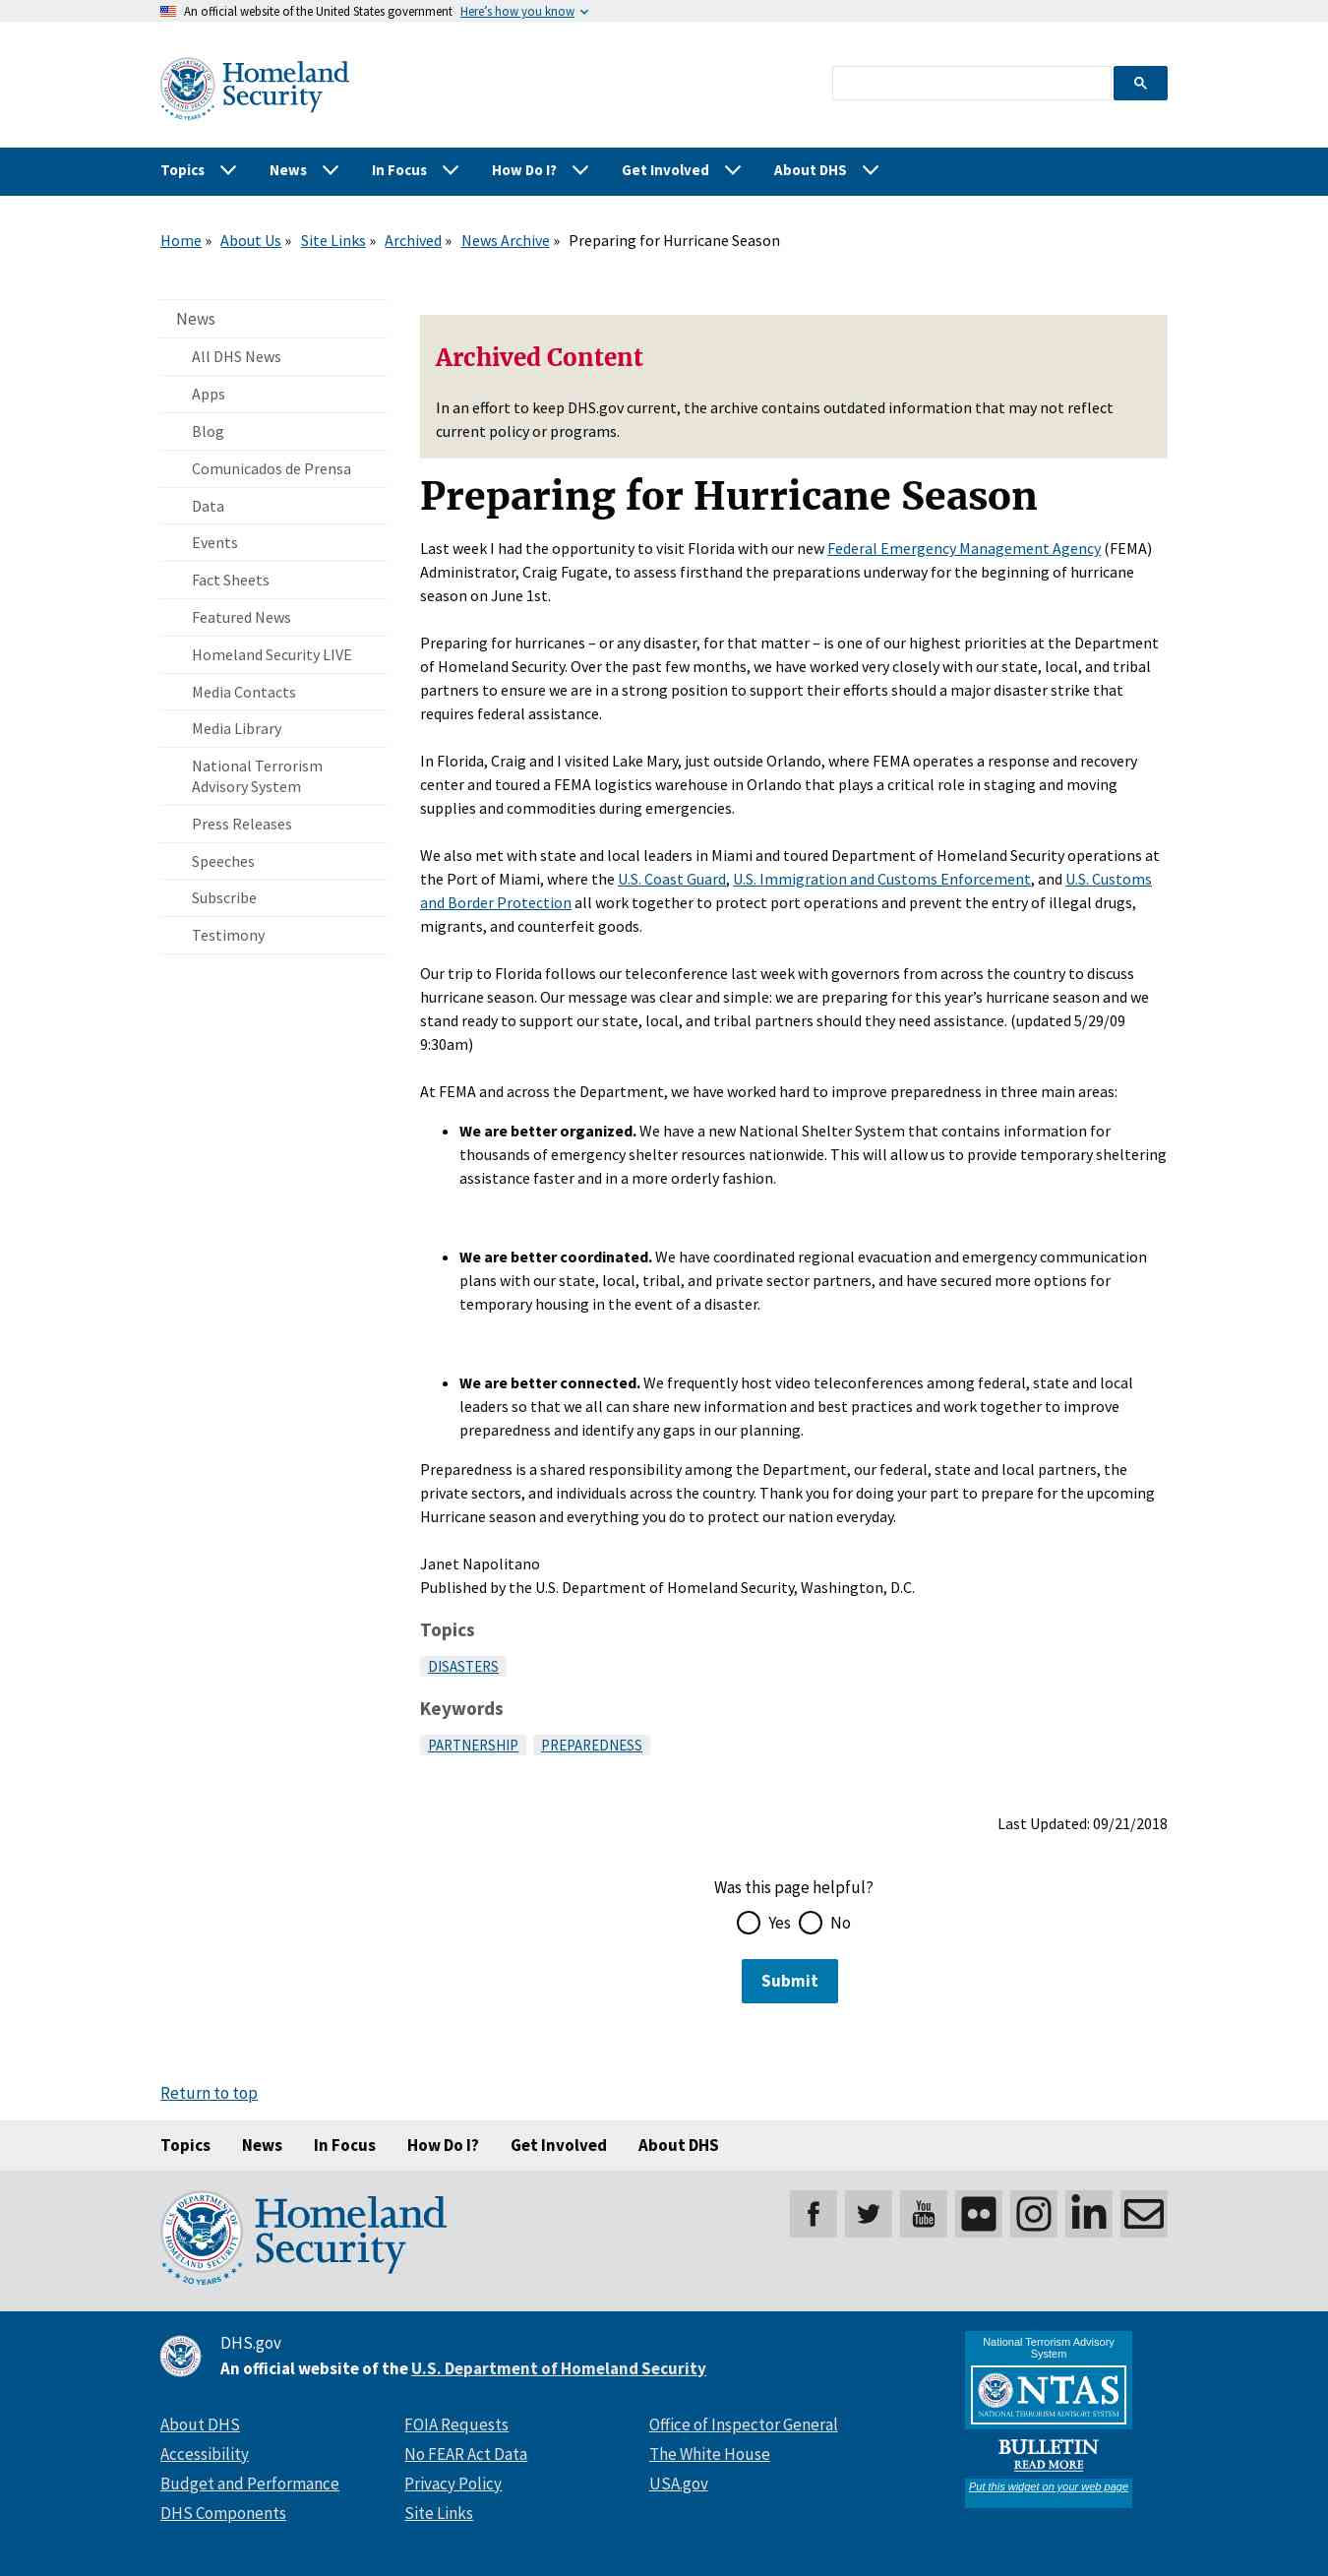 An official website of the United States government Here's how you know
U.S. DEPARTMENT OF HOMELAND SECURITY
20 YEARS
Homeland
Security
Topics News In Focus How Do I? Get Involved About DHS
Home » About Us » Site Links » Archived » News Archive » Preparing for Hurricane Season
News
All DHS News
Apps
Blog
Comunicados de Prensa
Data
Events
Fact Sheets
Featured News
Homeland Security LIVE
Media Contacts
Media Library
National Terrorism
Advisory System
Press Releases
Speeches
Subscribe
Testimony
Archived Content
In an effort to keep DHS.gov current, the archive contains outdated information that may not reflect
current policy or programs.
Preparing for Hurricane Season
Last week I had the opportunity to visit Florida with our new Federal Emergency Management Agency (FEMA)
Administrator, Craig Fugate, to assess firsthand the preparations underway for the beginning of hurricane
season on June 1st.
Preparing for hurricanes – or any disaster, for that matter – is one of our highest priorities at the Department
of Homeland Security. Over the past few months, we have worked very closely with our state, local, and tribal
partners to ensure we are in a strong position to support their efforts should a major disaster strike that
requires federal assistance.
In Florida, Craig and I visited Lake Mary, just outside Orlando, where FEMA operates a response and recovery
center and toured a FEMA logistics warehouse in Orlando that plays a critical role in staging and moving
supplies and commodities during emergencies.
We also met with state and local leaders in Miami and toured Department of Homeland Security operations at
the Port of Miami, where the U.S. Coast Guard, U.S. Immigration and Customs Enforcement, and U.S. Customs
and Border Protection all work together to protect port operations and prevent the entry of illegal drugs,
migrants, and counterfeit goods.
Our trip to Florida follows our teleconference last week with governors from across the country to discuss
hurricane season. Our message was clear and simple: we are preparing for this year's hurricane season and we
stand ready to support our state, local, and tribal partners should they need assistance. (updated 5/29/09
9:30am)
At FEMA and across the Department, we have worked hard to improve preparedness in three main areas:
• We are better organized. We have a new National Shelter System that contains information for
thousands of emergency shelter resources nationwide. This will allow us to provide temporary sheltering
assistance faster and in a more orderly fashion.
• We are better coordinated. We have coordinated regional evacuation and emergency communication
plans with our state, local, tribal, and private sector partners, and have secured more options for
temporary housing in the event of a disaster.
• We are better connected. We frequently host video teleconferences among federal, state and local
leaders so that we all can share new information and best practices and work together to improve
preparedness and identify any gaps in our planning.
Preparedness is a shared responsibility among the Department, our federal, state and local partners, the
private sectors, and individuals across the country. Thank you for doing your part to prepare for the upcoming
Hurricane season and everything you do to protect our nation everyday.
Janet Napolitano
Published by the U.S. Department of Homeland Security, Washington, D.C.
Topics
DISASTERS
Keywords
PARTNERSHIP PREPAREDNESS
Last Updated: 09/21/2018
Was this page helpful?
Yes No
Submit
Return to top
Topics News In Focus How Do I? Get Involved About DHS
U.S. DEPARTMENT OF HOMELAND SECURITY
20 YEARS
Homeland
Security
You
Tube
in
DHS.gov
An official website of the U.S. Department of Homeland Security
About DHS
Accessibility
Budget and Performance
DHS Components
FOIA Requests
No FEAR Act Data
Privacy Policy
Site Links
Office of Inspector General
The White House
USA.gov
National Terrorism Advisory
System
NTAS
NATIONAL TERRORISM ADVISORY SYSTEM
BULLETIN
READ MORE
Put this widget on your web page